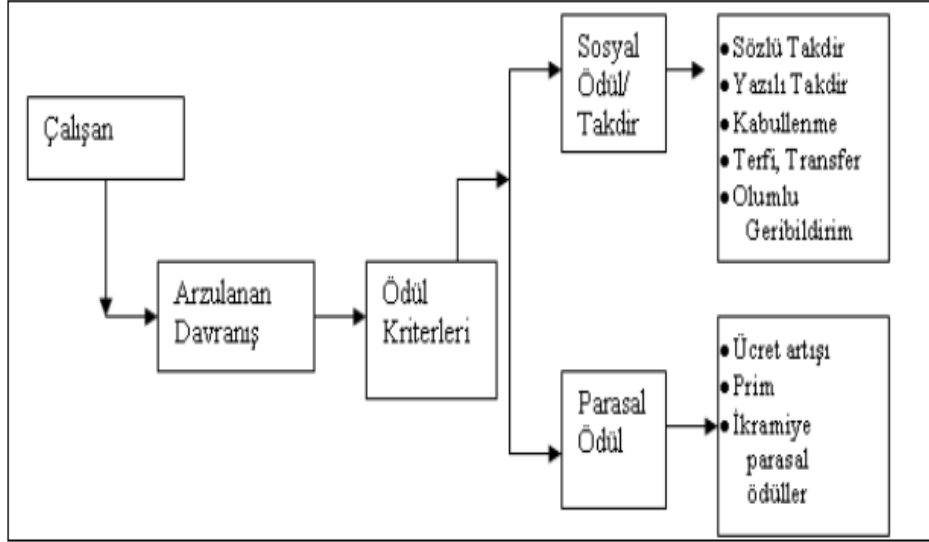 Çalışan
Arzulanan
Davranış
Ödül
Kriterleri
Sosyal
Ödül/
Takdir
● Sözlü Takdir
● Yazılı Takdir
● Kabullenme
● Terfi, Transfer
● Olumlu
Geribildirim
Parasal
Ödül
● Ücret artışı
● Prim
● İkramiye
parasal
ödüller